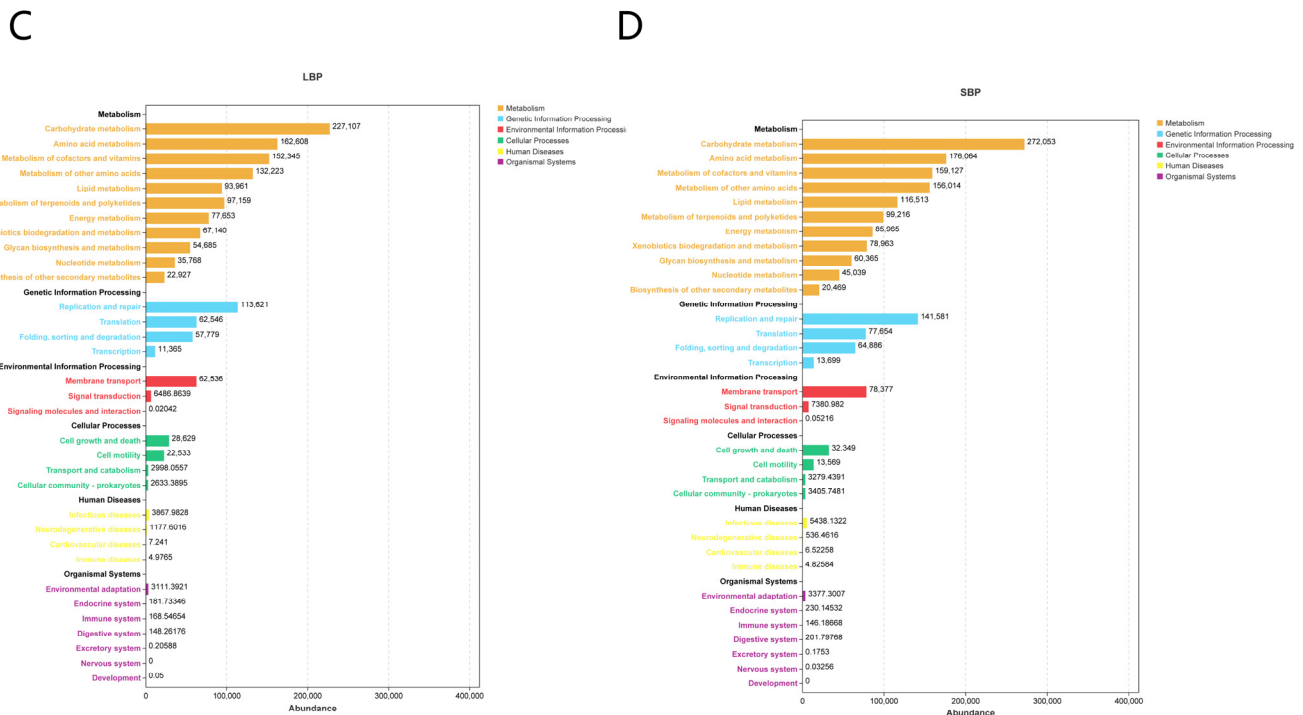 C
LBP
Metabolism
Carbohydrate metabolism 227,107
Amino acid metabolism 162,608
Metabolism of cofactors and vitamins 152,345
Metabolism of other amino acids 132,223
Lipid metabolism 93,961
abolism of terpenoids and polyketides 97,159
Energy metabolism 77,653
biotics biodegradation and metabolism 67,140
Glycan biosynthesis and metabolism 54,685
Nucleotide metabolism 35,768
thesis of other secondary metabolites 22,927
Genetic Information Processing
Replication and repair 113,621
Translation 62,546
Folding, sorting and degradation 57,779
Transcription 11,365
Environmental Information Processing
Membrane transport 62,536
Signal transduction 6486.8639
Signaling molecules and interaction 0.02042
Cellular Processes
Cell growth and death 28,629
Cell motility 22,533
Transport and catabolism 2998.0557
Cellular community - prokaryotes 2633.3895
Human Diseases
Infectious diseases 3867.9828
Neurodegenerative diseases 1177.6016
Cardiovascular diseases 7.241
Immune diseases 4.9765
Organismal Systems
Environmental adaptation 3111.3921
Endocrine system 181.73346
Immune system 168.54654
Digestive system 148.26176
Excretory system 0.20588
Nervous system 0
Development 0.05
0 100,000 200,000 300,000 400,000
Abundance
Metabolism
Genetic Information Processing
Environmental Information Processi
Cellular Processes
Human Diseases
Organismal Systems
D
SBP
Metabolism
Carbohydrate metabolism 272,053
Amino acid metabolism 176,064
Metabolism of cofactors and vitamins 159,127
Metabolism of other amino acids 156,014
Lipid metabolism 116,513
Metabolism of terpenoids and polyketides 99,216
Energy metabolism 85,965
Xenobiotics biodegradation and metabolism 78,963
Glycan biosynthesis and metabolism 60,365
Nucleotide metabolism 45,039
Biosynthesis of other secondary metabolites 20,469
Genetic Information Processing
Replication and repair 141,581
Translation 77,654
Folding, sorting and degradation 64,886
Transcription 13,699
Environmental Information Processing
Membrane transport 78,377
Signal transduction 7380.982
Signaling molecules and interaction 0.05216
Cellular Processes
Cell growth and death 32,349
Cell motility 13,569
Transport and catabolism 3279.4391
Cellular community - prokaryotes 3405.7481
Human Diseases
Infectious diseases 5438.1322
Neurodegenerative diseases 536.4616
Cardiovascular diseases 6.52258
Immune diseases 4.82584
Organismal Systems
Environmental adaptation 3377.3007
Endocrine system 230.14532
Immune system 146.18668
Digestive system 201.79768
Excretory system 0.1753
Nervous system 0.03256
Development 0
0 100,000 200,000 300,000 400,000
Abundance
Metabolism
Genetic Information Processing
Environmental Information Processing
Cellular Processes
Human Diseases
Organismal Systems